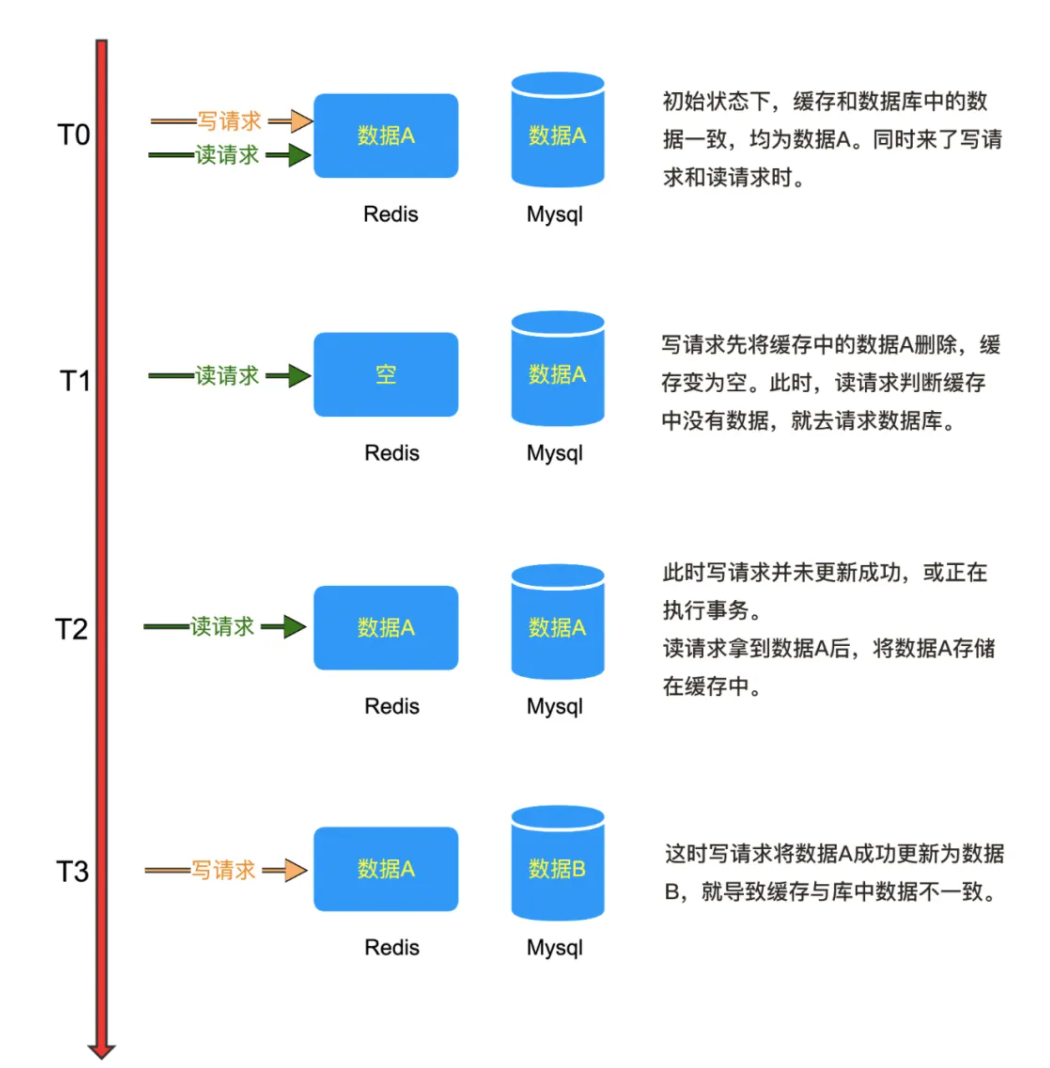 T0
写请求
读请求
数据A
数据A
Redis
Mysql
初始状态下，缓存和数据库中的数
据一致，均为数据A。同时来了写请
求和读请求时。
T1
读请求
空
数据A
Redis
Mysql
写请求先将缓存中的数据A删除，缓
存变为空。此时，读请求判断缓存
中没有数据，就去请求数据库。
T2
读请求
数据A
数据A
Redis
Mysql
此时写请求并未更新成功，或正在
执行事务。
读请求拿到数据A后，将数据A存储
在缓存中。
T3
写请求
数据A
数据B
Redis
Mysql
这时写请求将数据A成功更新为数据
B，就导致缓存与库中数据不一致。